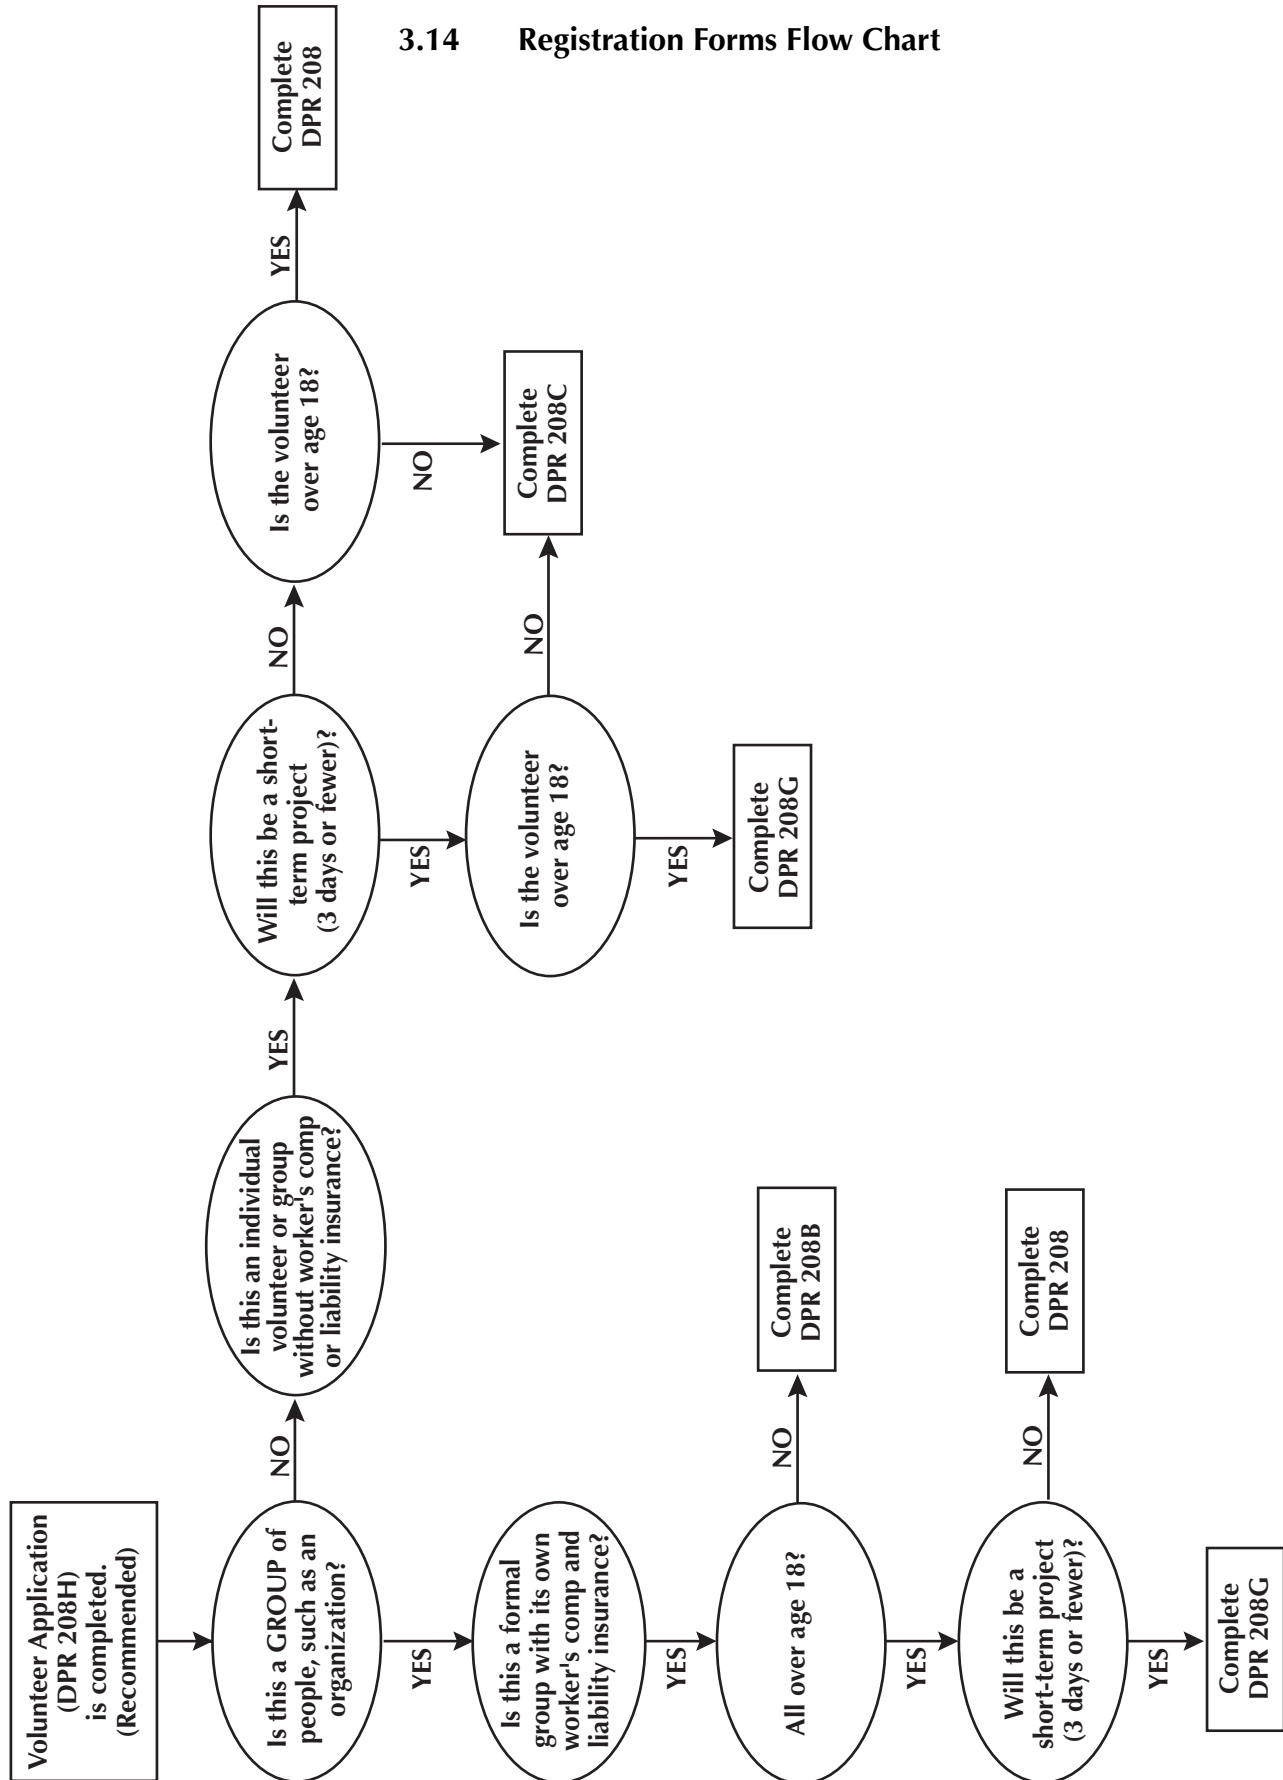 3.14 Registration Forms Flow Chart
Volunteer Application
(DPR 208H)
is completed.
(Recommended)
Is this a GROUP of
people, such as an
organization?
NO
Is this an individual
volunteer or group
without worker's comp
or liability insurance?
YES
Will this be a short-
term project
(3 days or fewer)?
NO
Is the volunteer
over age 18?
YES
Complete
DPR 208
NO
Complete
DPR 208C
YES
Is the volunteer
over age 18?
NO
YES
Complete
DPR 208G
YES
Is this a formal
group with its own
worker's comp and
liability insurance?
YES
All over age 18?
NO
Complete
DPR 208B
YES
Will this be a
short-term project
(3 days or fewer)?
NO
Complete
DPR 208
YES
Complete
DPR 208G